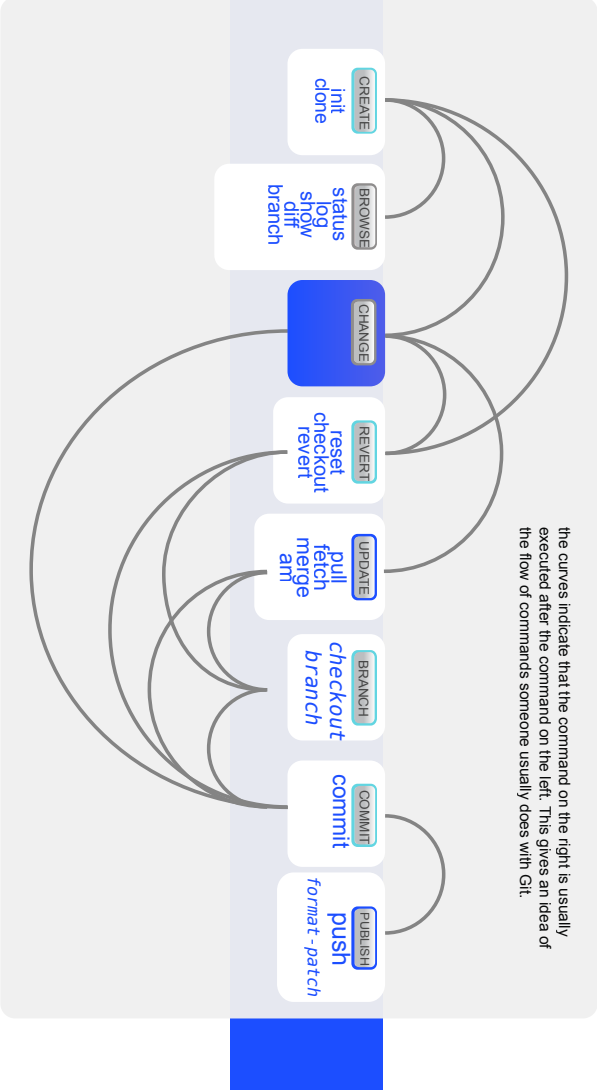 the curves indicate that the command on the right is usually
executed after the command on the left. This gives an idea of
the flow of commands someone usually does with Git.
CREATE
init
clone
BROWSE
status
log
show
diff
branch
CHANGE
REVERT
reset
checkout
revert
UPDATE
pull
fetch
merge
am
BRANCH
checkout
branch
COMMIT
commit
PUBLISH
push
format-patch